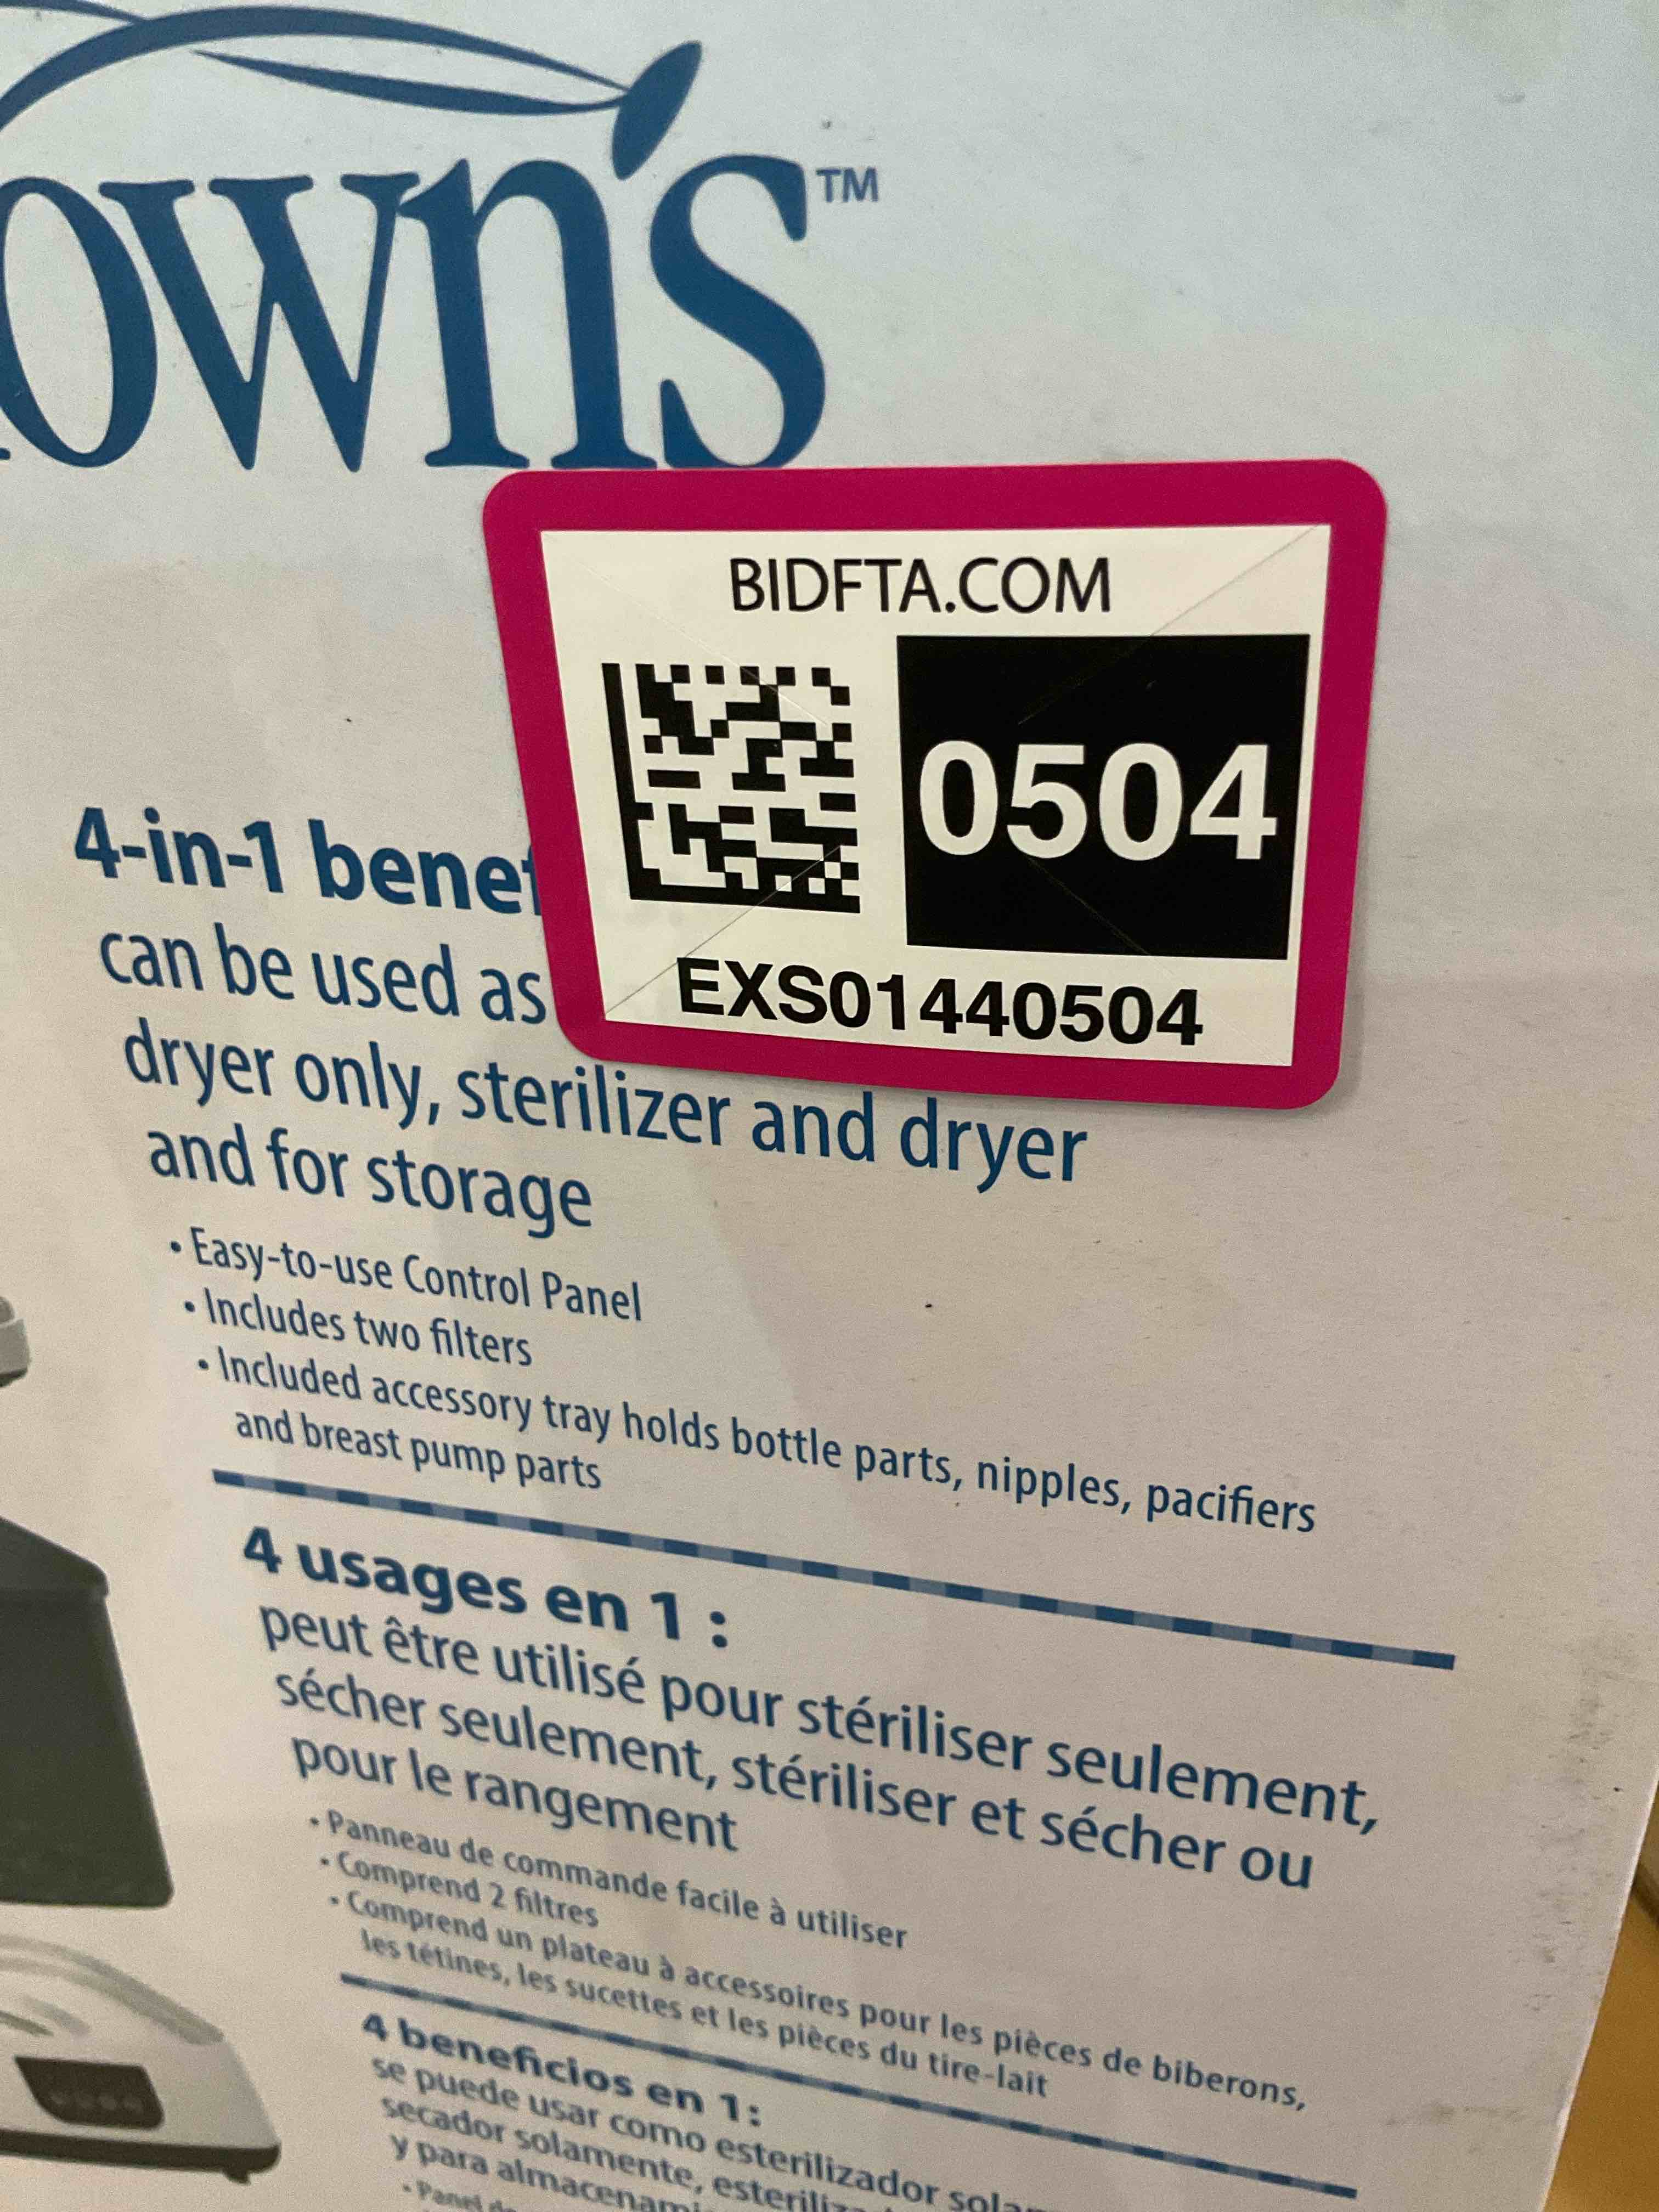 own's™
BIDFTA.COM
0504
EXS01440504
4-in-1
can be used as
dryer only, sterilizer and dryer
and for storage
• Easy-to-use Control Panel
• Includes two filters
• Included accessory tray holds bottle parts, nipples, pacifiers
and breast pump parts
4 usages en 1 :
peut être utilisé pour stériliser seulement,
sécher seulement, stériliser et sécher ou
pour le rangement
• Panneau de commande facile à utiliser
• Comprend 2 filtres
• Comprend un plateau à accessoires pour les pièces de biberons,
les tétines, les sucettes et les pièces du tire-lait
4 beneficios en 1:
se puede usar como esterilizador
secador solamente,
y para
• Panel